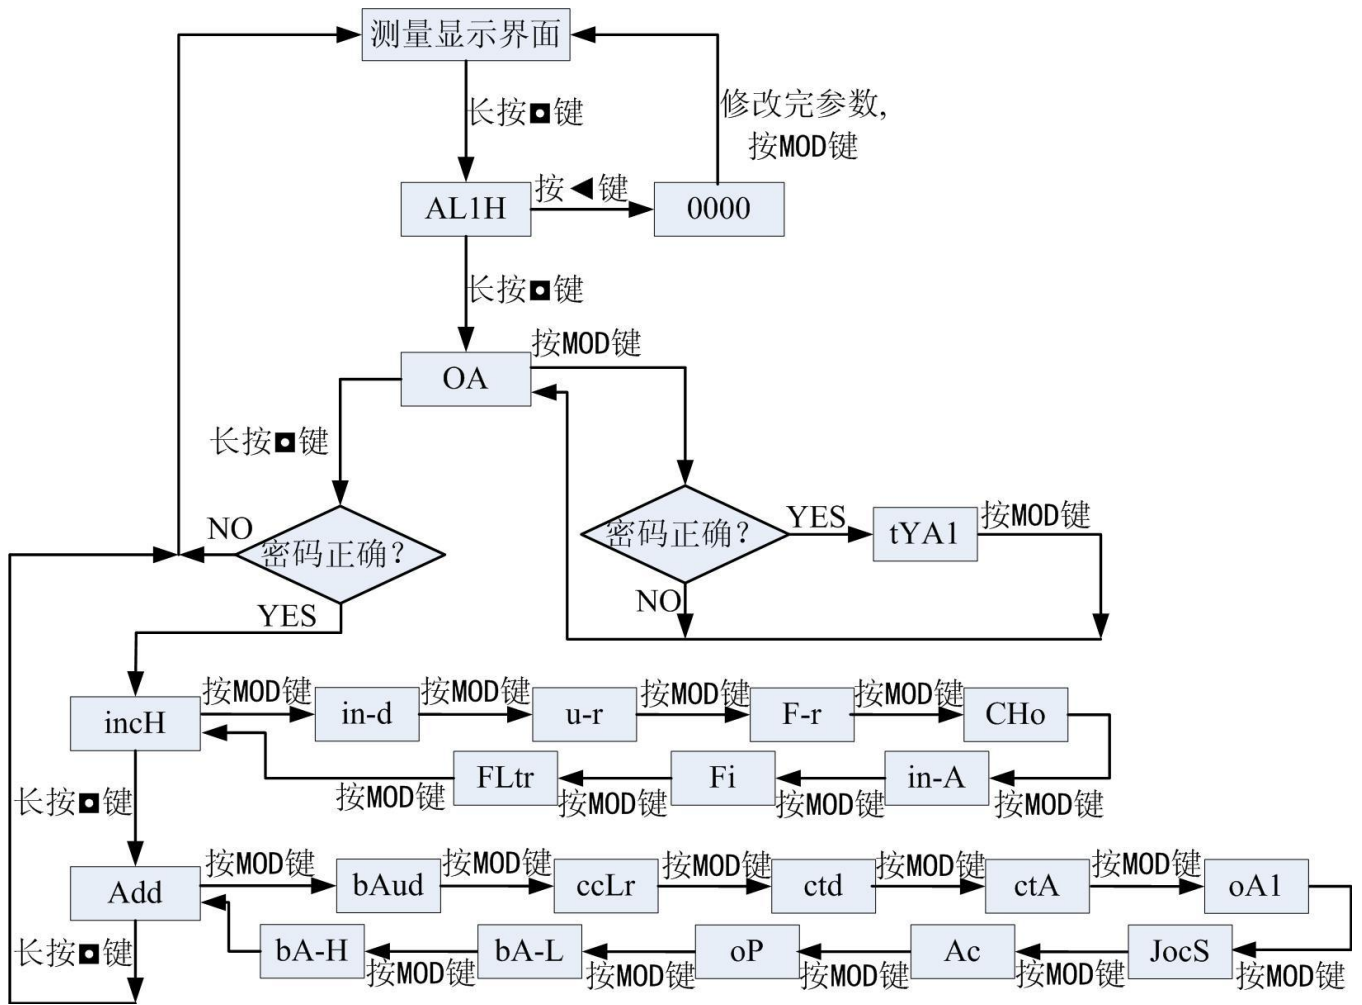 测量显示界面
长按◘键
修改完参数,
按MOD键
AL1H
按◀键
0000
长按◘键
OA
按MOD键
长按◘键
密码正确？
NO
YES
密码正确？
YES
NO
tYA1
按MOD键
incH
按MOD键
in-d
按MOD键
u-r
按MOD键
F-r
按MOD键
CHo
按MOD键
in-A
按MOD键
Fi
按MOD键
FLtr
按MOD键
长按◘键
Add
按MOD键
bAud
按MOD键
ccLr
按MOD键
ctd
按MOD键
ctA
按MOD键
oA1
按MOD键
JocS
按MOD键
Ac
按MOD键
oP
按MOD键
bA-L
按MOD键
bA-H
长按◘键